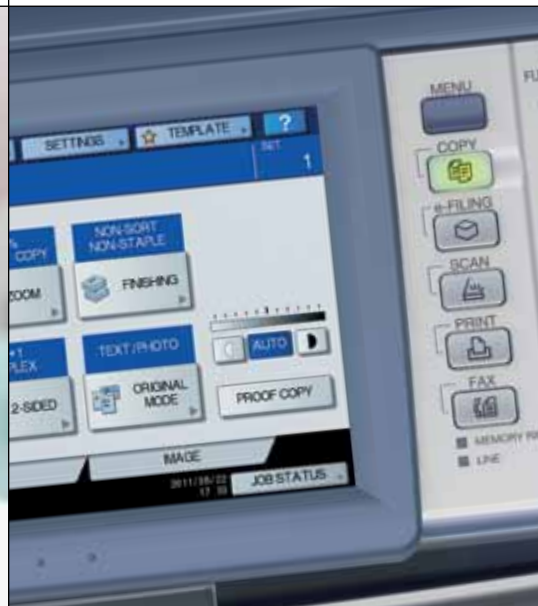 SETTINGS
TEMPLATE
?
SET
1
COPY
ZOOM
NON-SORT
NON-STAPLE
FINISHING
2-SIDED
TEXT/PHOTO
ORIGINAL
MODE
AUTO
PROOF COPY
IMAGE
JOB STATUS
MENU
FU
COPY
e-FILING
SCAN
PRINT
FAX
MEMORY
LINE